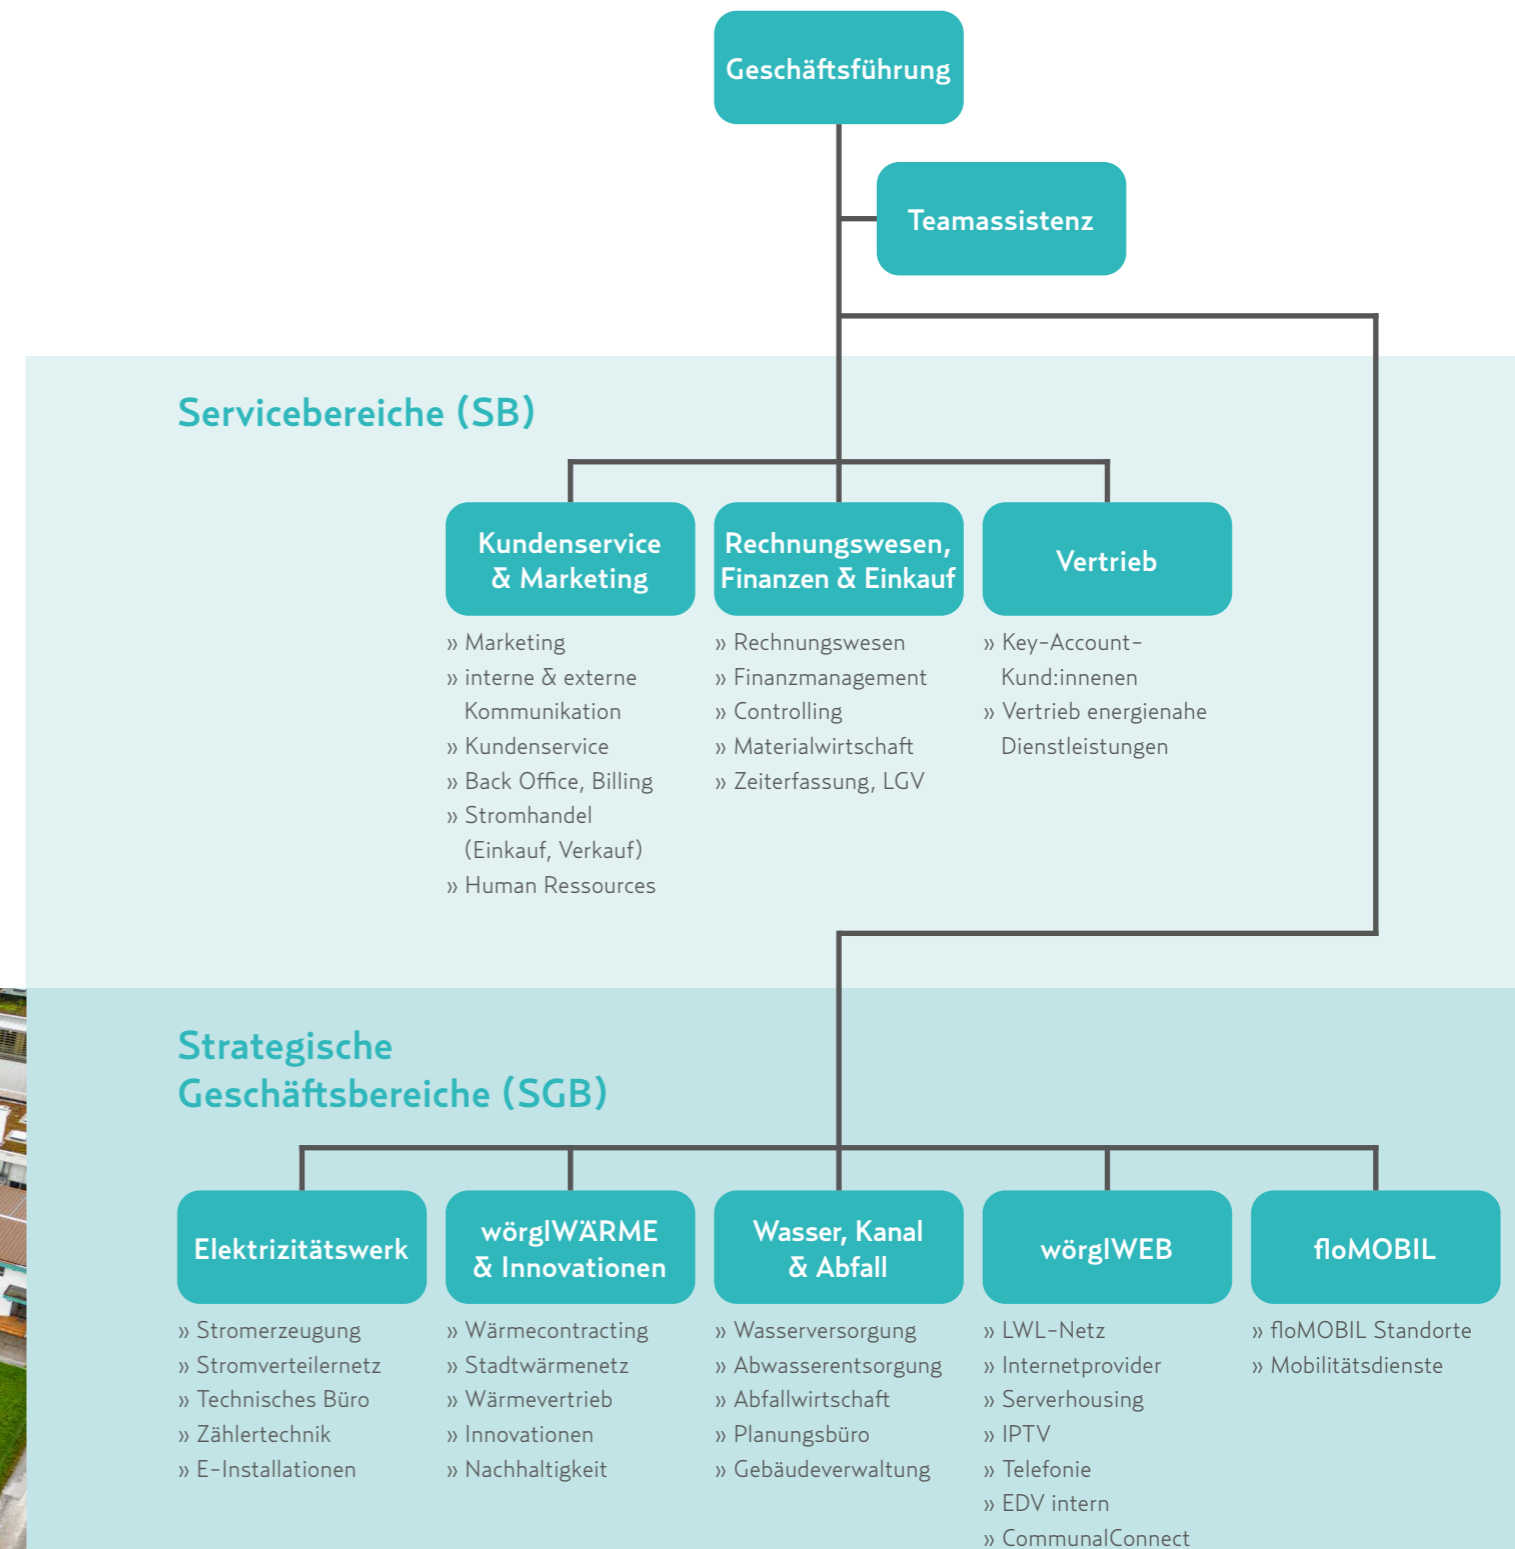 Geschäftsführung
Teamassistenz
Servicebereiche (SB)
Kundenservice
& Marketing
» Marketing
» interne & externe
Kommunikation
» Kundenservice
» Back Office, Billing
» Stromhandel
(Einkauf, Verkauf)
» Human Ressources
Rechnungswesen,
Finanzen & Einkauf
» Rechnungswesen
» Finanzmanagement
» Controlling
» Materialwirtschaft
» Zeiterfassung, LGV
Vertrieb
» Key-Account-
Kund:innenen
» Vertrieb energienahe
Dienstleistungen
Strategische
Geschäftsbereiche (SGB)
Elektrizitätswerk
» Stromerzeugung
» Stromverteilernetz
» Technisches Büro
» Zählertechnik
» E-Installationen
wörglWÄRME
& Innovationen
» Wärmecontracting
» Stadtwärmenetz
» Wärmevertrieb
» Innovationen
» Nachhaltigkeit
Wasser, Kanal
& Abfall
» Wasserversorgung
» Abwasserentsorgung
» Abfallwirtschaft
» Planungsbüro
» Gebäudeverwaltung
wörglWEB
» LWL-Netz
» Internetprovider
» Serverhousing
» IPTV
» Telefonie
» EDV intern
» CommunalConnect
floMOBIL
» floMOBIL Standorte
» Mobilitätsdienste